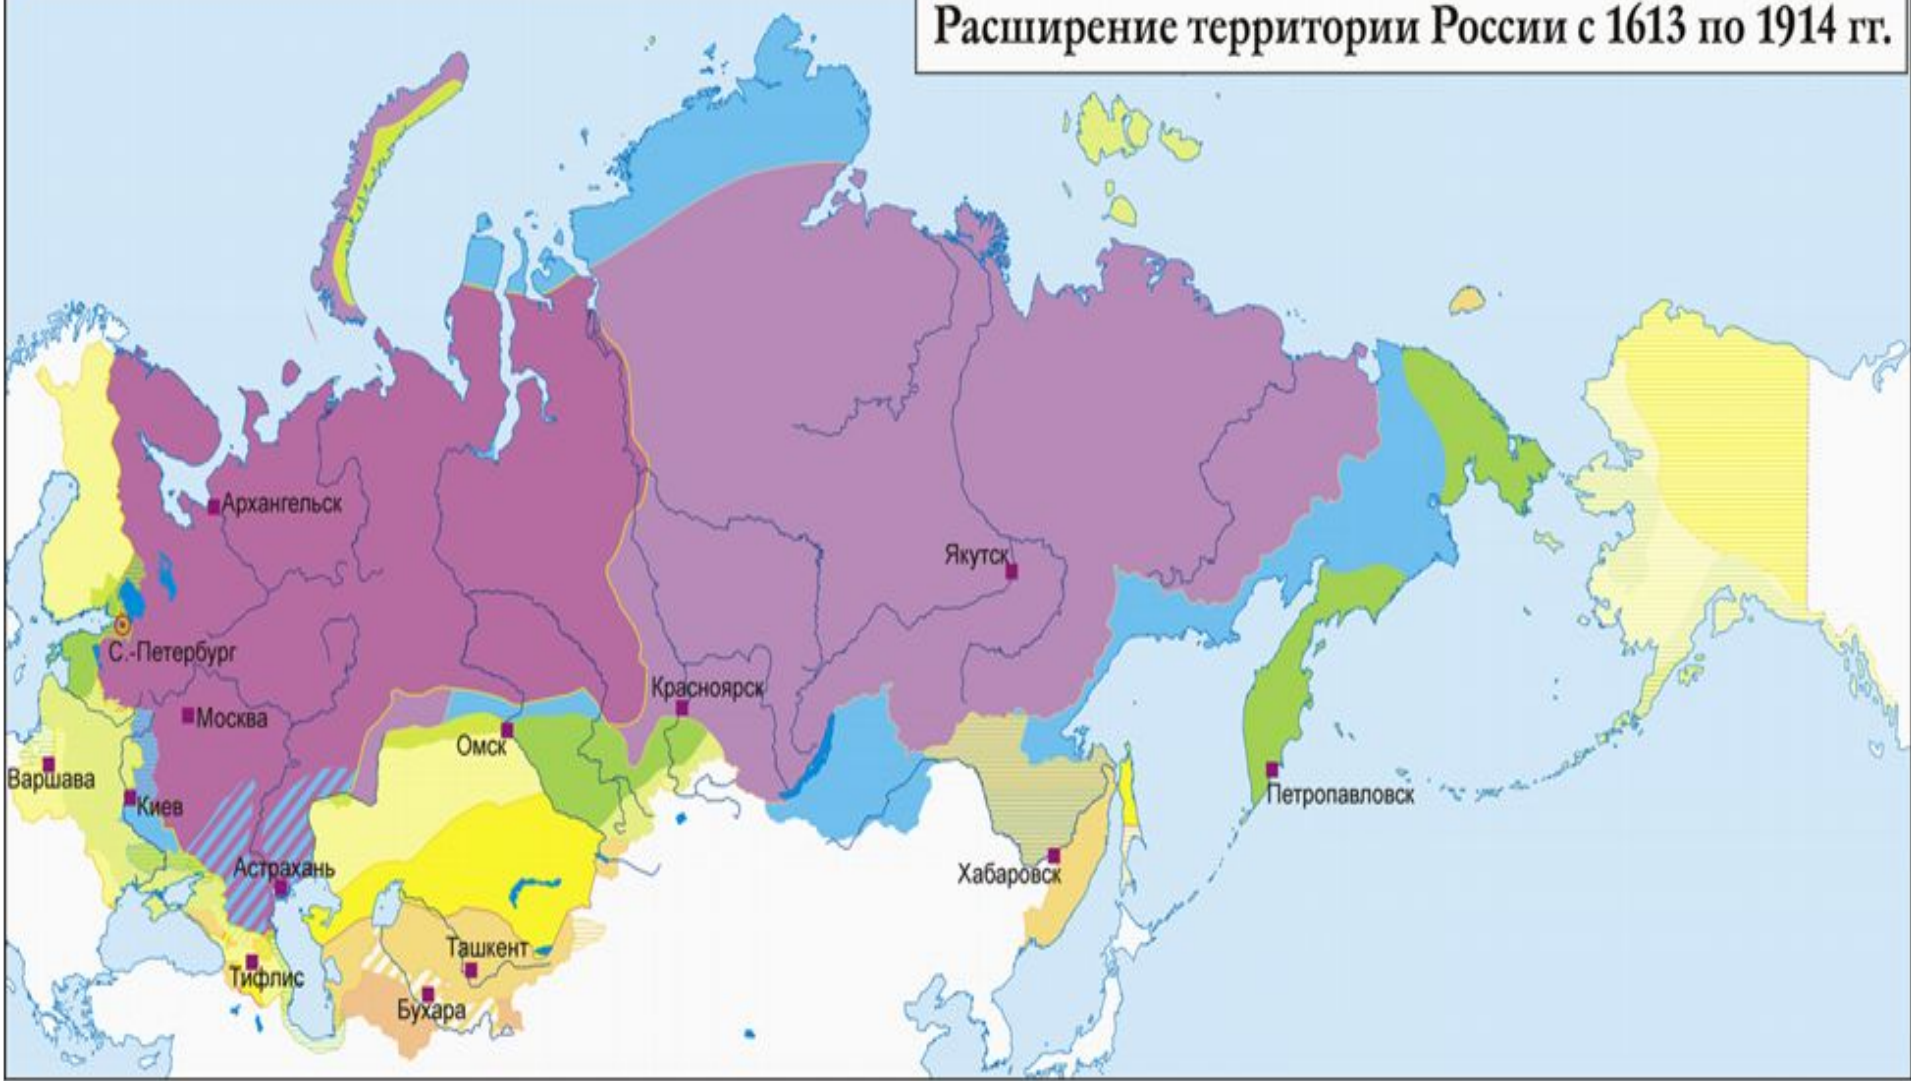 Расширение территории России с 1613 по 1914 гг.
Архангельск
Якутск
С.-Петербург
Красноярск
Москва
Омск
Варшава
Киев
Петропавловск
Астрахань
Хабаровск
Ташкент
Тифлис
Бухара